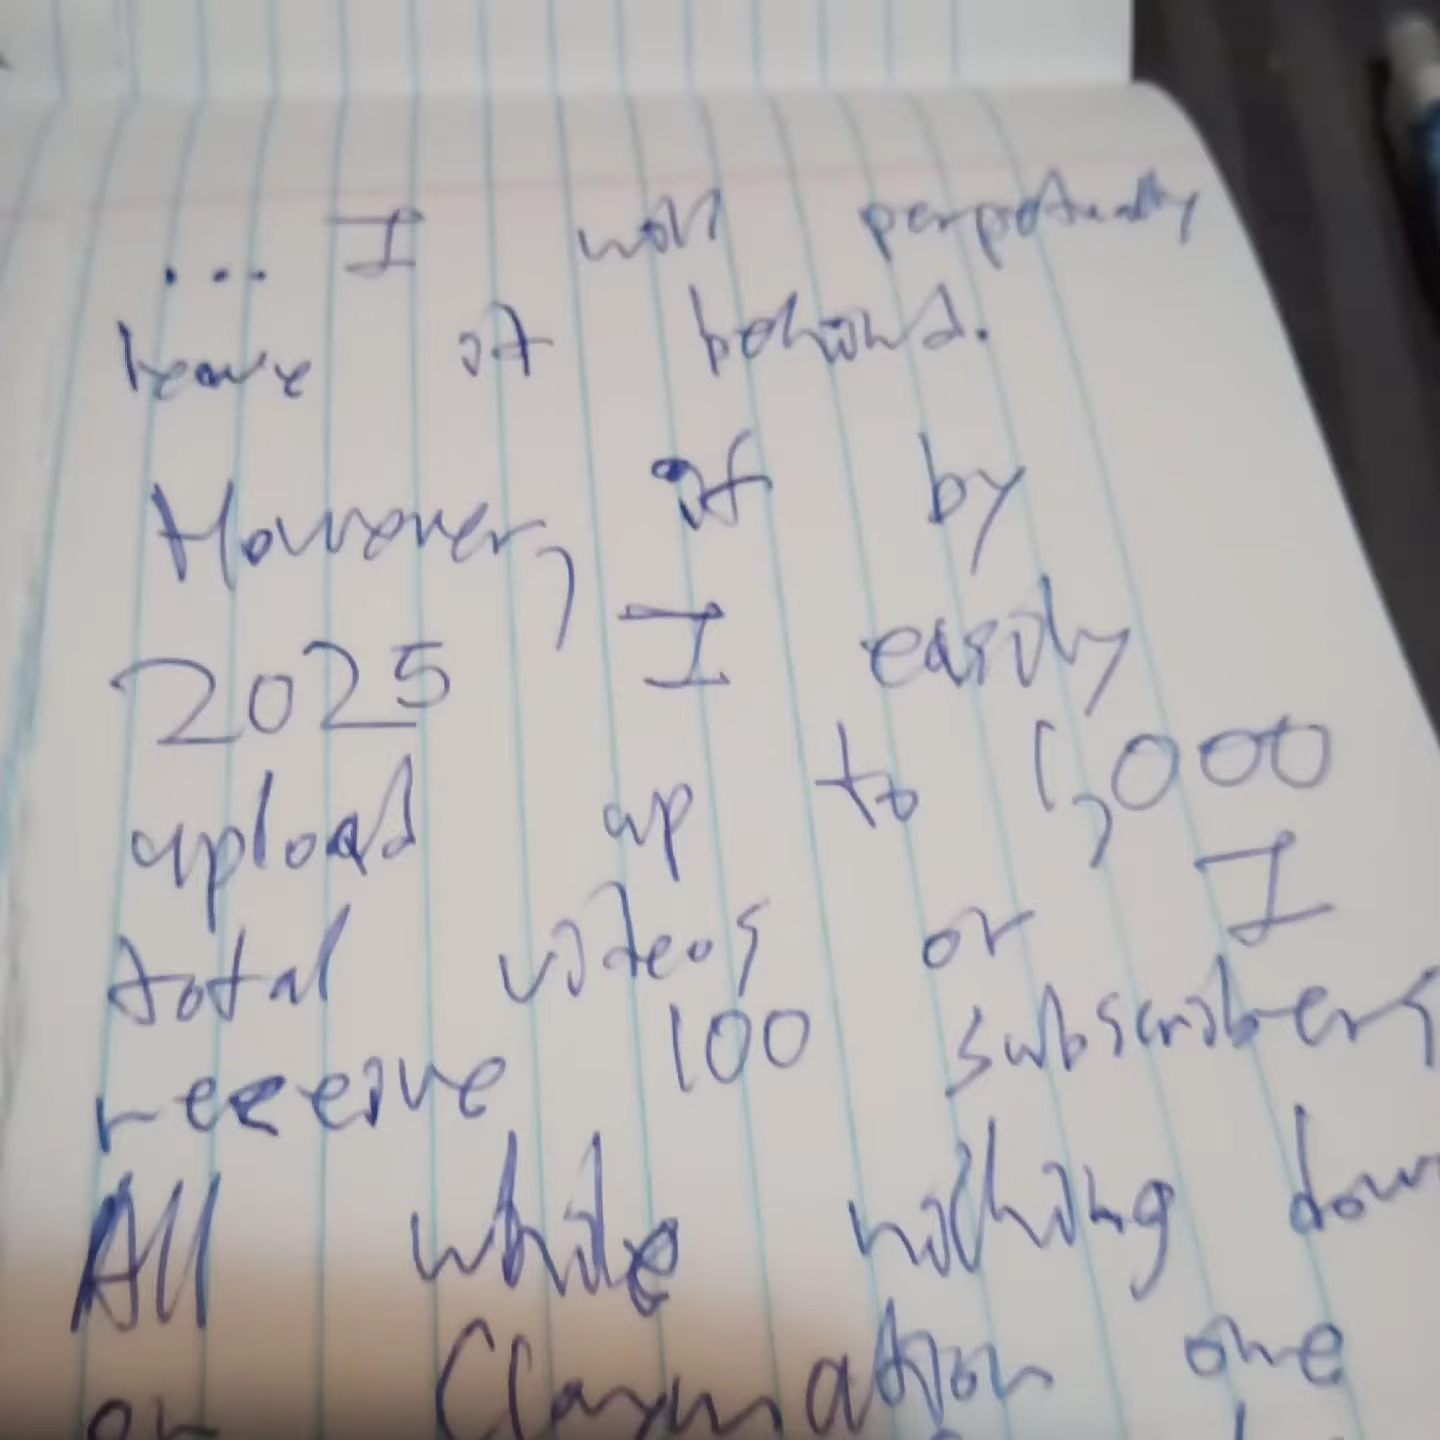 ... I will perpetually
leave it behind.
However, if by
2025, I easily
upload up to 1,000
total videos or I
receive 100 subscribers
All while nothing down
on Claymation one